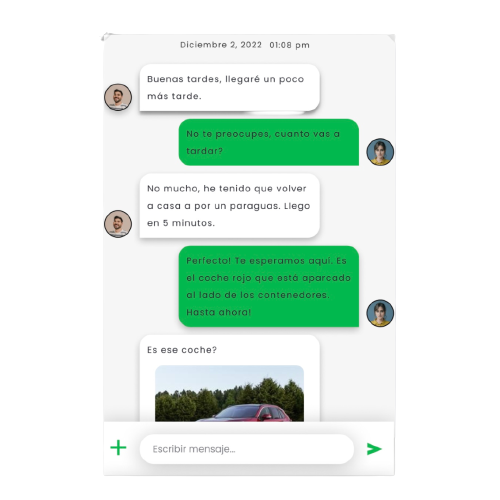 Diciembre 2, 2022 01:08 pm
Buenas tardes, llegaré un poco
más tarde.
No te preocupes, cuanto vas a
tardar?
No mucho, he tenido que volver
a casa a por un paraguas. Llego
en 5 minutos.
Perfecto! Te esperamos aquí. Es
el coche rojo que está aparcado
al lado de los contenedores.
Hasta ahora!
Es ese coche?
Escribir mensaje...